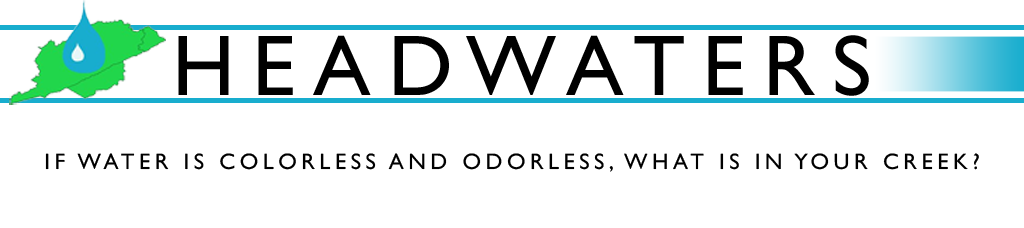 HEADWATERS
IF WATER IS COLORLESS AND ODORLESS, WHAT IS IN YOUR CREEK?